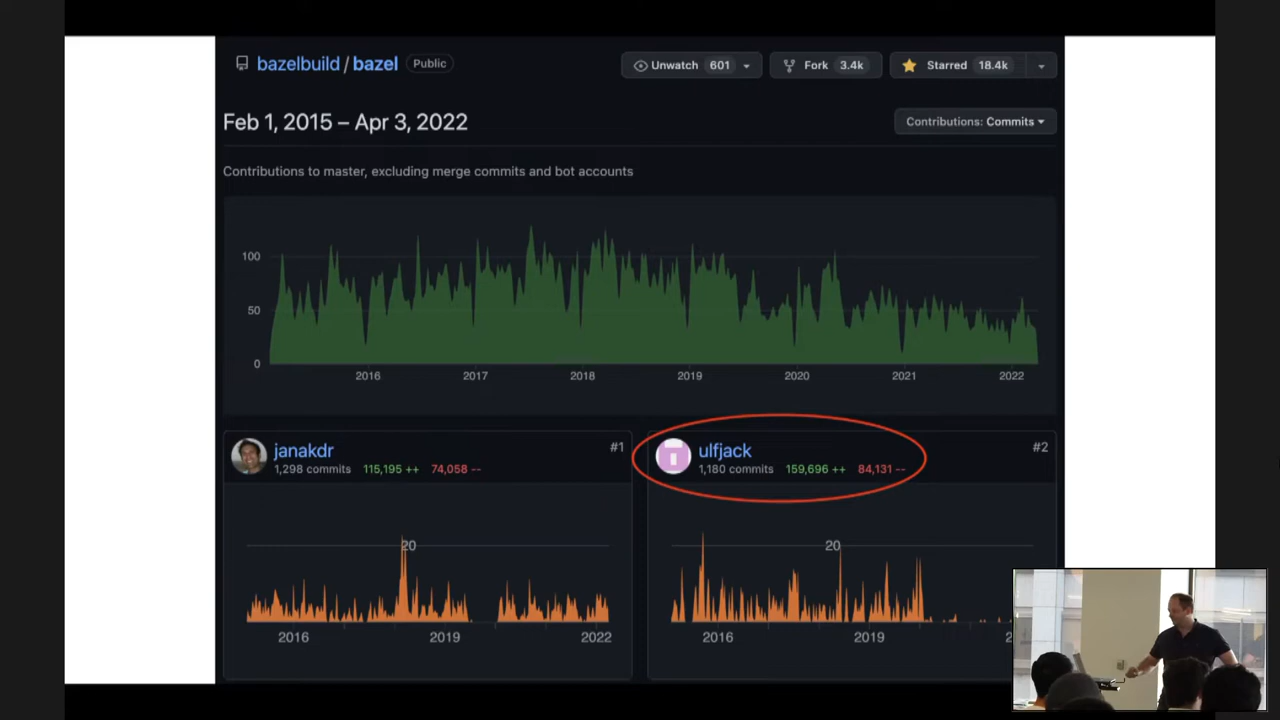 bazelbuild / bazel Public
Unwatch 601 Fork 3.4k Starred 18.4k
Feb 1, 2015 – Apr 3, 2022
Contributions: Commits
Contributions to master, excluding merge commits and bot accounts
100
50
0
2016 2017 2018 2019 2020 2021 2022
janakdr #1
1,298 commits 115,195 ++ 74,058 --
20
2016 2019 2022
ulfjack #2
1,180 commits 159,696 ++ 84,131 --
20
2016 2019